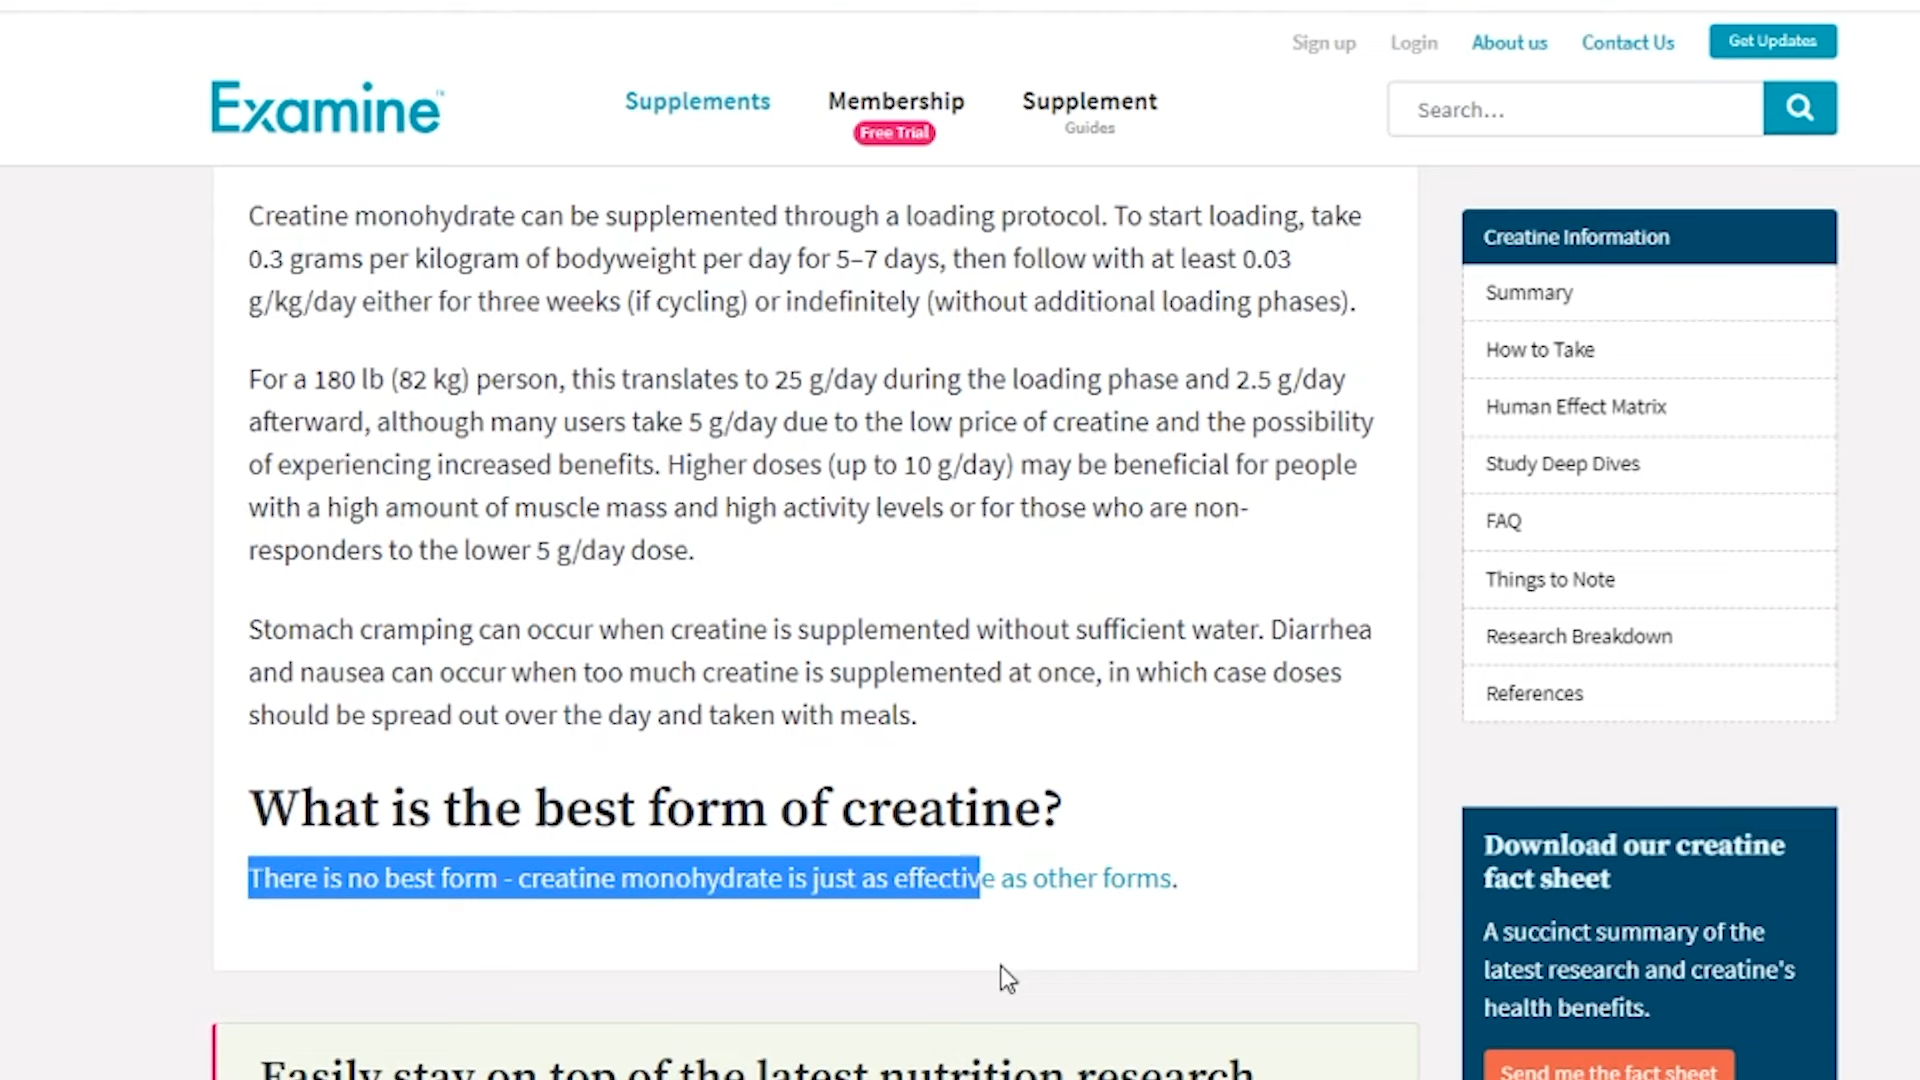 Sign up Login About us Contact Us Get Updates
Examine™ Supplements Membership Supplement Search...
Free Trial Guides
Creatine monohydrate can be supplemented through a loading protocol. To start loading, take
0.3 grams per kilogram of bodyweight per day for 5–7 days, then follow with at least 0.03
g/kg/day either for three weeks (if cycling) or indefinitely (without additional loading phases).
For a 180 lb (82 kg) person, this translates to 25 g/day during the loading phase and 2.5 g/day
afterward, although many users take 5 g/day due to the low price of creatine and the possibility
of experiencing increased benefits. Higher doses (up to 10 g/day) may be beneficial for people
with a high amount of muscle mass and high activity levels or for those who are non-
responders to the lower 5 g/day dose.
Stomach cramping can occur when creatine is supplemented without sufficient water. Diarrhea
and nausea can occur when too much creatine is supplemented at once, in which case doses
should be spread out over the day and taken with meals.
What is the best form of creatine?
There is no best form - creatine monohydrate is just as effective as other forms.
Easily stay on top of the latest nutrition research
Creatine Information
Summary
How to Take
Human Effect Matrix
Study Deep Dives
FAQ
Things to Note
Research Breakdown
References
Download our creatine
fact sheet
A succinct summary of the
latest research and creatine's
health benefits.
Send me the fact sheet